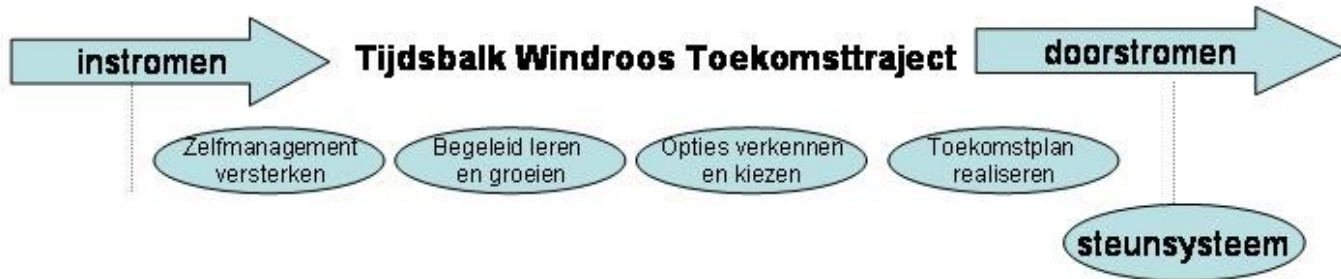 instromen
Tijdsbalk Windroos Toekomsttraject
doorstromen
Zelfmanagement
versterken
Begeleid leren
en groeien
Opties verkennen
en kiezen
Toekomstplan
realiseren
steunsysteem